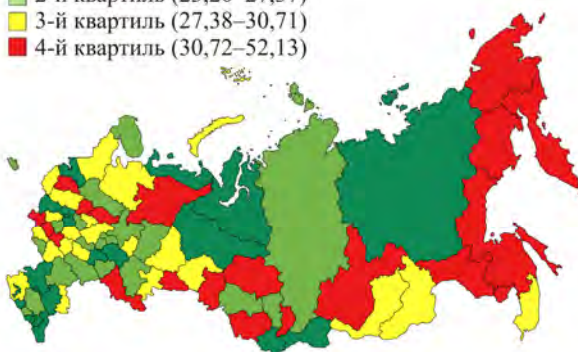 3-й квартиль (27,38–30,71)
4-й квартиль (30,72–52,13)